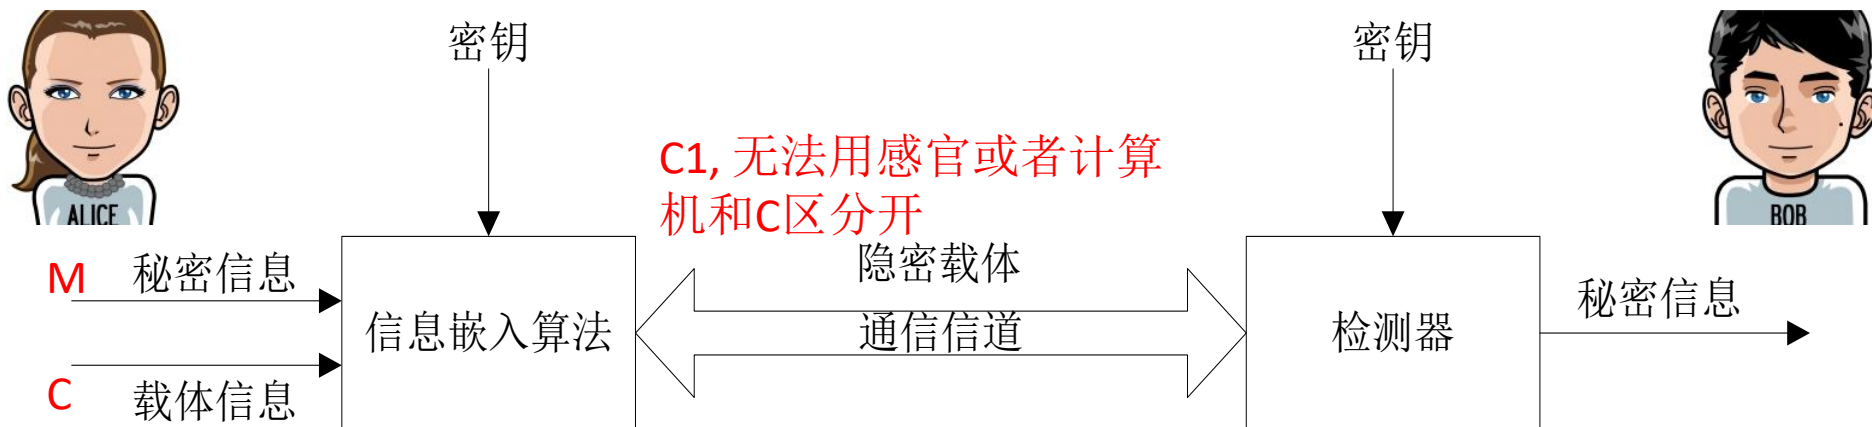 密钥
密钥
C1, 无法用感官或者计算
机和C区分开
ALICE
BOB
M 秘密信息
隐密载体
秘密信息
信息嵌入算法
通信信道
检测器
C 载体信息